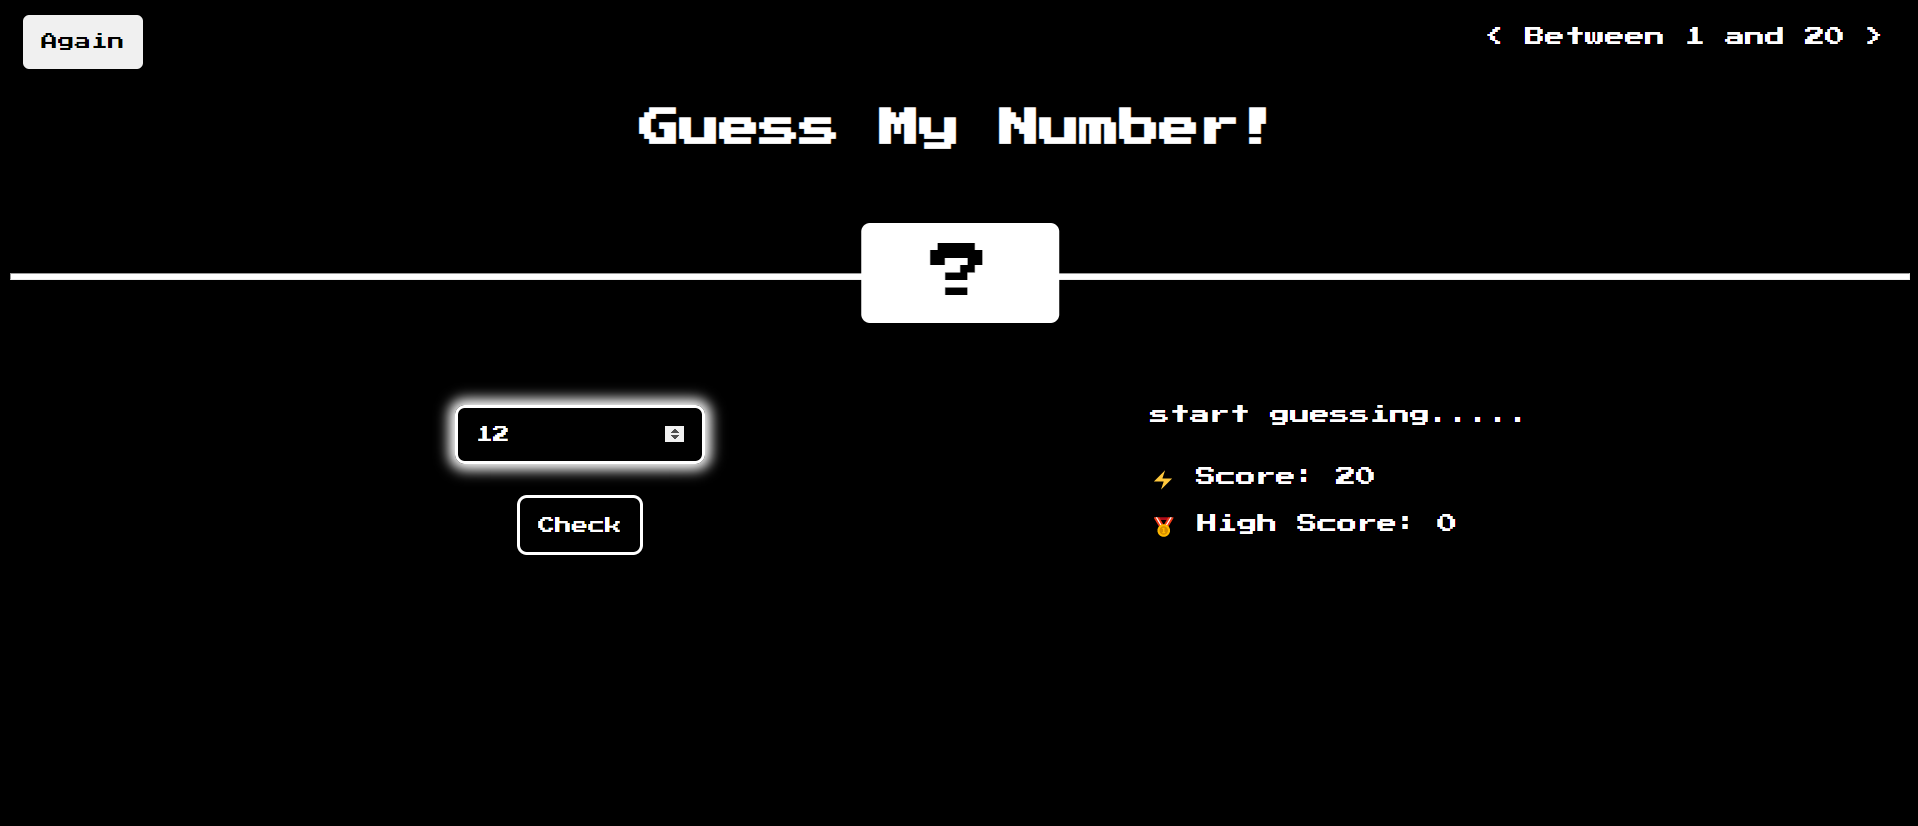 Again
< Between 1 and 20 >
Guess My Number!
?
12
Check
start guessing.....
⚡ Score: 20
🏅 High Score: 0